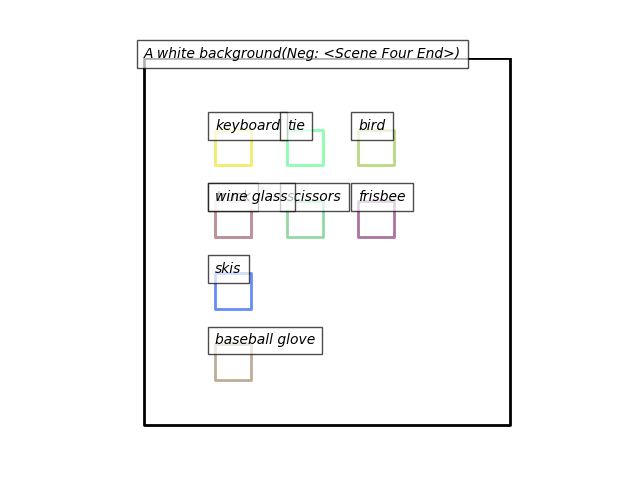 A white background(Neg: <Scene Four End>)
keyboard tie bird
wine glass scissors frisbee
skis
baseball glove